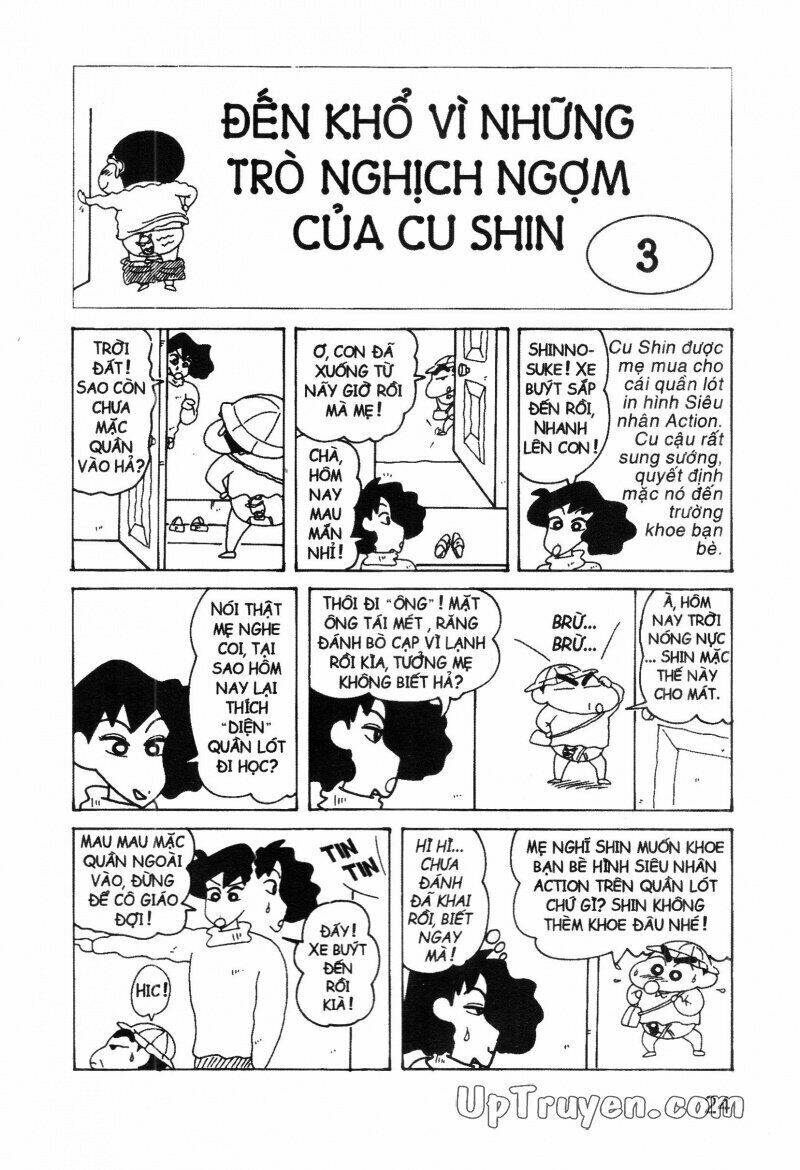 ĐẾN KHỔ VÌ NHỮNG
TRÒ NGHỊCH NGỢM
CỦA CU SHIN
3
Cu Shin được
mẹ mua cho
cái quần lót
in hình Siêu
nhân Action.
Cu cậu rất
sung sướng,
quyết định
mặc nó đến
trường
khoe bạn
bè.
SHINNO-
SUKE! XE
BUÝT SẮP
ĐẾN RỒI,
NHANH
LÊN CON!
Ơ, CON ĐÃ
XUỐNG TỪ
NÃY GIỜ RỒI
MÀ MẸ!
CHÀ,
HÔM
NAY
MAU
MẮN
NHỈ!
TRỜI
ĐẤT!
SAO CÒN
CHƯA
MẶC
QUẦN
VÀO HẢ?
À, HÔM
NAY TRỜI
NÓNG NỰC
... SHIN MẶC
THẾ NÀY
CHO MÁT.
BRỪ...
BRỪ...
THÔI ĐI "ÔNG"! MẶT
ÔNG TÁI MÉT, RĂNG
ĐÁNH BÒ CẠP VÌ LẠNH
RỒI KÌA, TƯỞNG MẸ
KHÔNG BIẾT HẢ?
NÓI THẬT
MẸ NGHE
COI, TẠI
SAO HÔM
NAY LẠI
THÍCH
"DIỆN"
QUẦN LÓT
ĐI HỌC?
MẸ NGHĨ SHIN MUỐN KHOE
BẠN BÈ HÌNH SIÊU NHÂN
ACTION TRÊN QUẦN LÓT
CHỨ GÌ? SHIN KHÔNG
THÈM KHOE ĐÂU NHÉ!
HÌ HÌ...
CHƯA
ĐÁNH
ĐÃ KHAI
RỒI, BIẾT
NGAY
MÀ!
TIN
TIN
ĐẤY!
XE BUÝT
ĐẾN
RỒI
KIÀ!
MAU MAU MẶC
QUẦN NGOÀI
VÀO, ĐỪNG
ĐỂ CÔ GIÁO
ĐỢI!
HIC!
24
UpTruyen.com